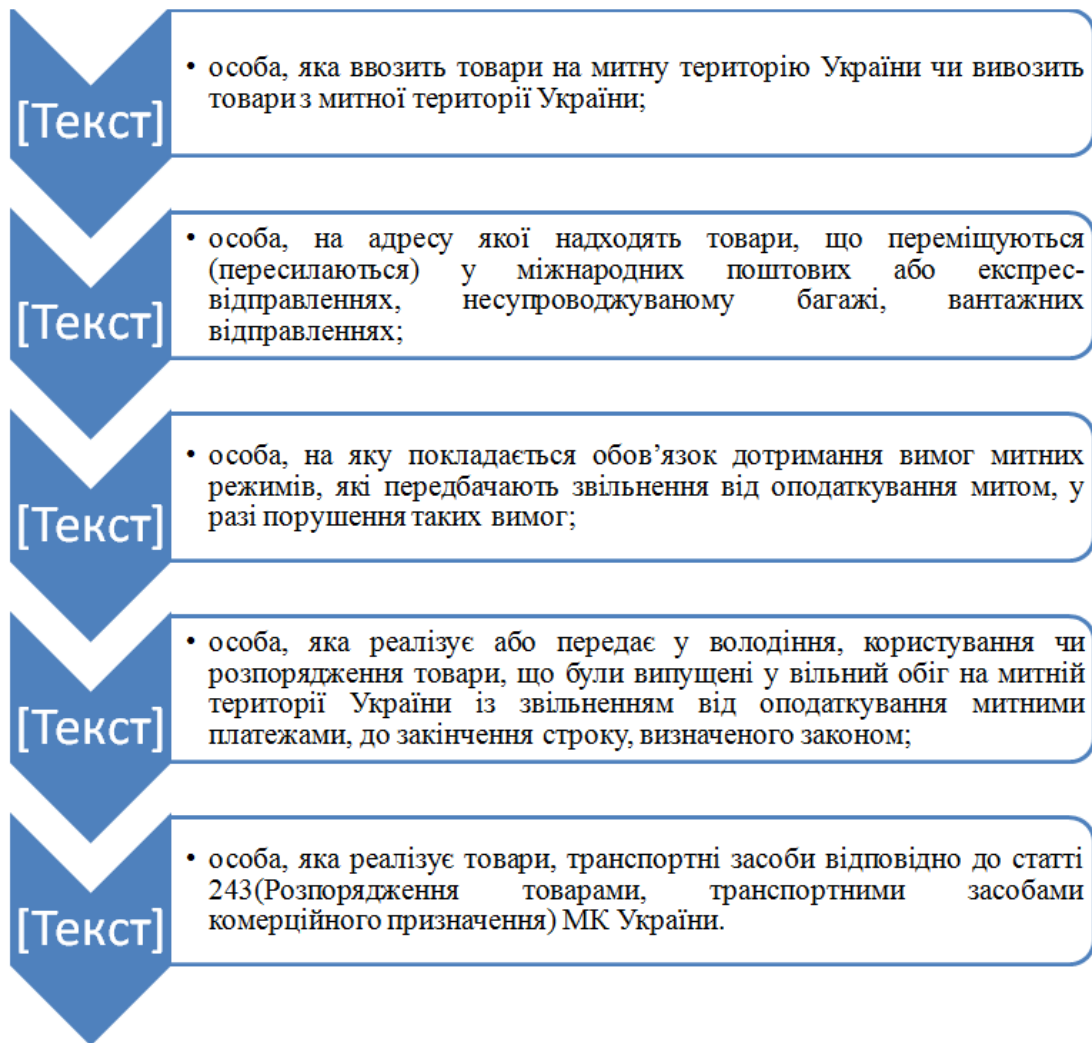 [Текст]
• особа, яка ввозить товари на митну територію України чи вивозить
товари з митної території України;
[Текст]
• особа, на адресу якої надходять товари, що переміщуються
(пересилаються) у міжнародних поштових або експрес-
відправленнях, несупроводжуваному багажі, вантажних
відправленнях;
[Текст]
• особа, на яку покладається обов’язок дотримання вимог митних
режимів, які передбачають звільнення від оподаткування митом, у
разі порушення таких вимог;
[Текст]
• особа, яка реалізує або передає у володіння, користування чи
розпорядження товари, що були випущені у вільний обіг на митній
території України із звільненням від оподаткування митними
платежами, до закінчення строку, визначеного законом;
[Текст]
• особа, яка реалізує товари, транспортні засоби відповідно до статті
243(Розпорядження товарами, транспортними засобами
комерційного призначення) МК України.